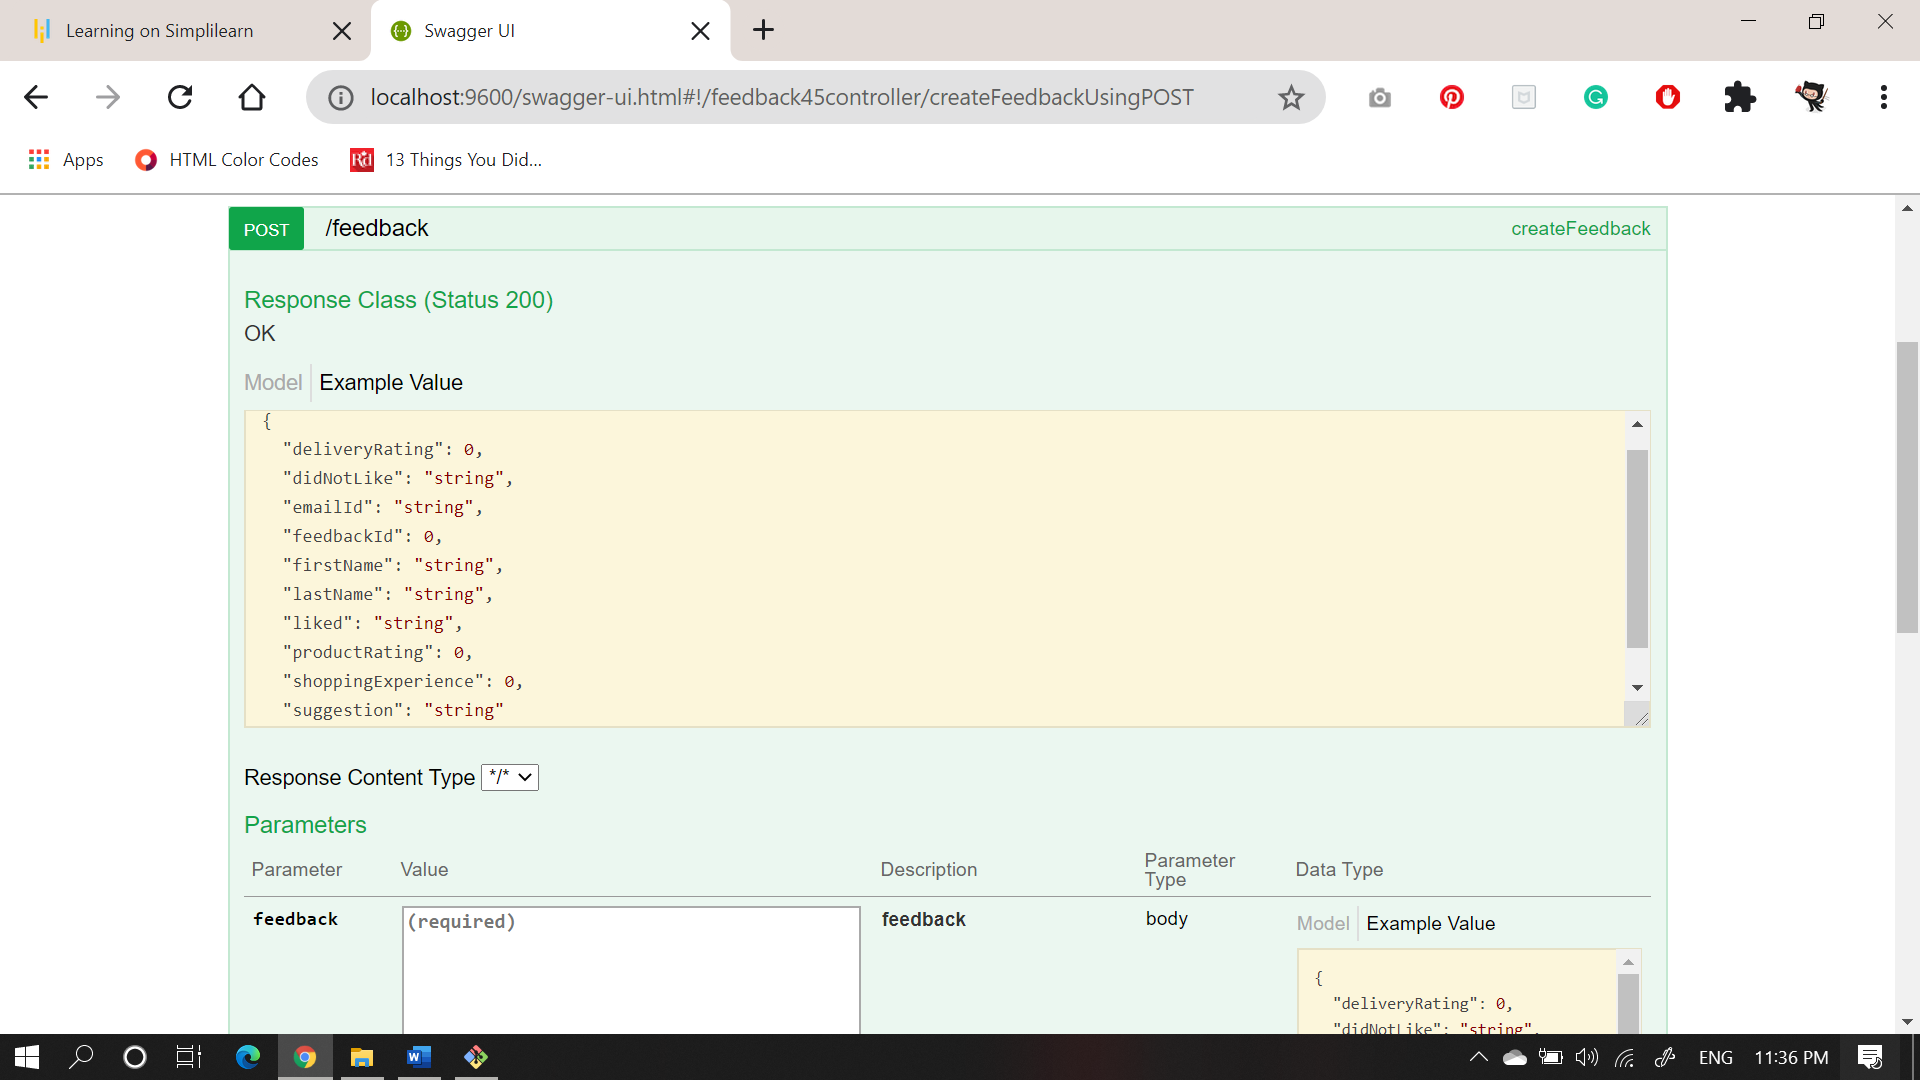 Learning on Simplilearn
Swagger UI
localhost:9600/swagger-ui.html#!/feedback45controller/createFeedbackUsingPOST
Apps
HTML Color Codes
Rd
13 Things You Did...
POST
/feedback
createFeedback
Response Class (Status 200)
OK
Model
Example Value
{
"deliveryRating": 0,
"didNotLike": "string",
"emailId": "string",
"feedbackId": 0,
"firstName": "string",
"lastName": "string",
"liked": "string",
"productRating": 0,
"shoppingExperience": 0,
"suggestion": "string"
Response Content Type */*
Parameters
Parameter
Value
Description
Parameter
Type
Data Type
feedback
(required)
feedback
body
Model
Example Value
{
"deliveryRating": 0,
"didNotLike": "string",
ENG
11:36 PM